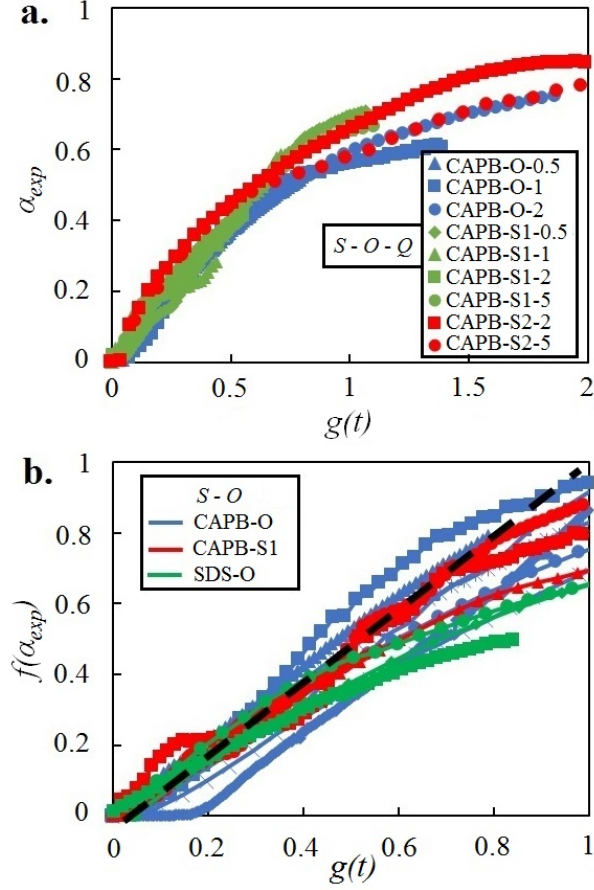 a.
1
0.8
0.6
0.4
0.2
0
α_exp
0
0.5
1
1.5
2
g(t)
S - O - Q
CAPB-O-0.5
CAPB-O-1
CAPB-O-2
CAPB-S1-0.5
CAPB-S1-1
CAPB-S1-2
CAPB-S1-5
CAPB-S2-2
CAPB-S2-5
b.
1
0.8
0.6
0.4
0.2
0
f(α_exp)
0
0.2
0.4
0.6
0.8
1
g(t)
S - O
CAPB-O
CAPB-S1
SDS-O